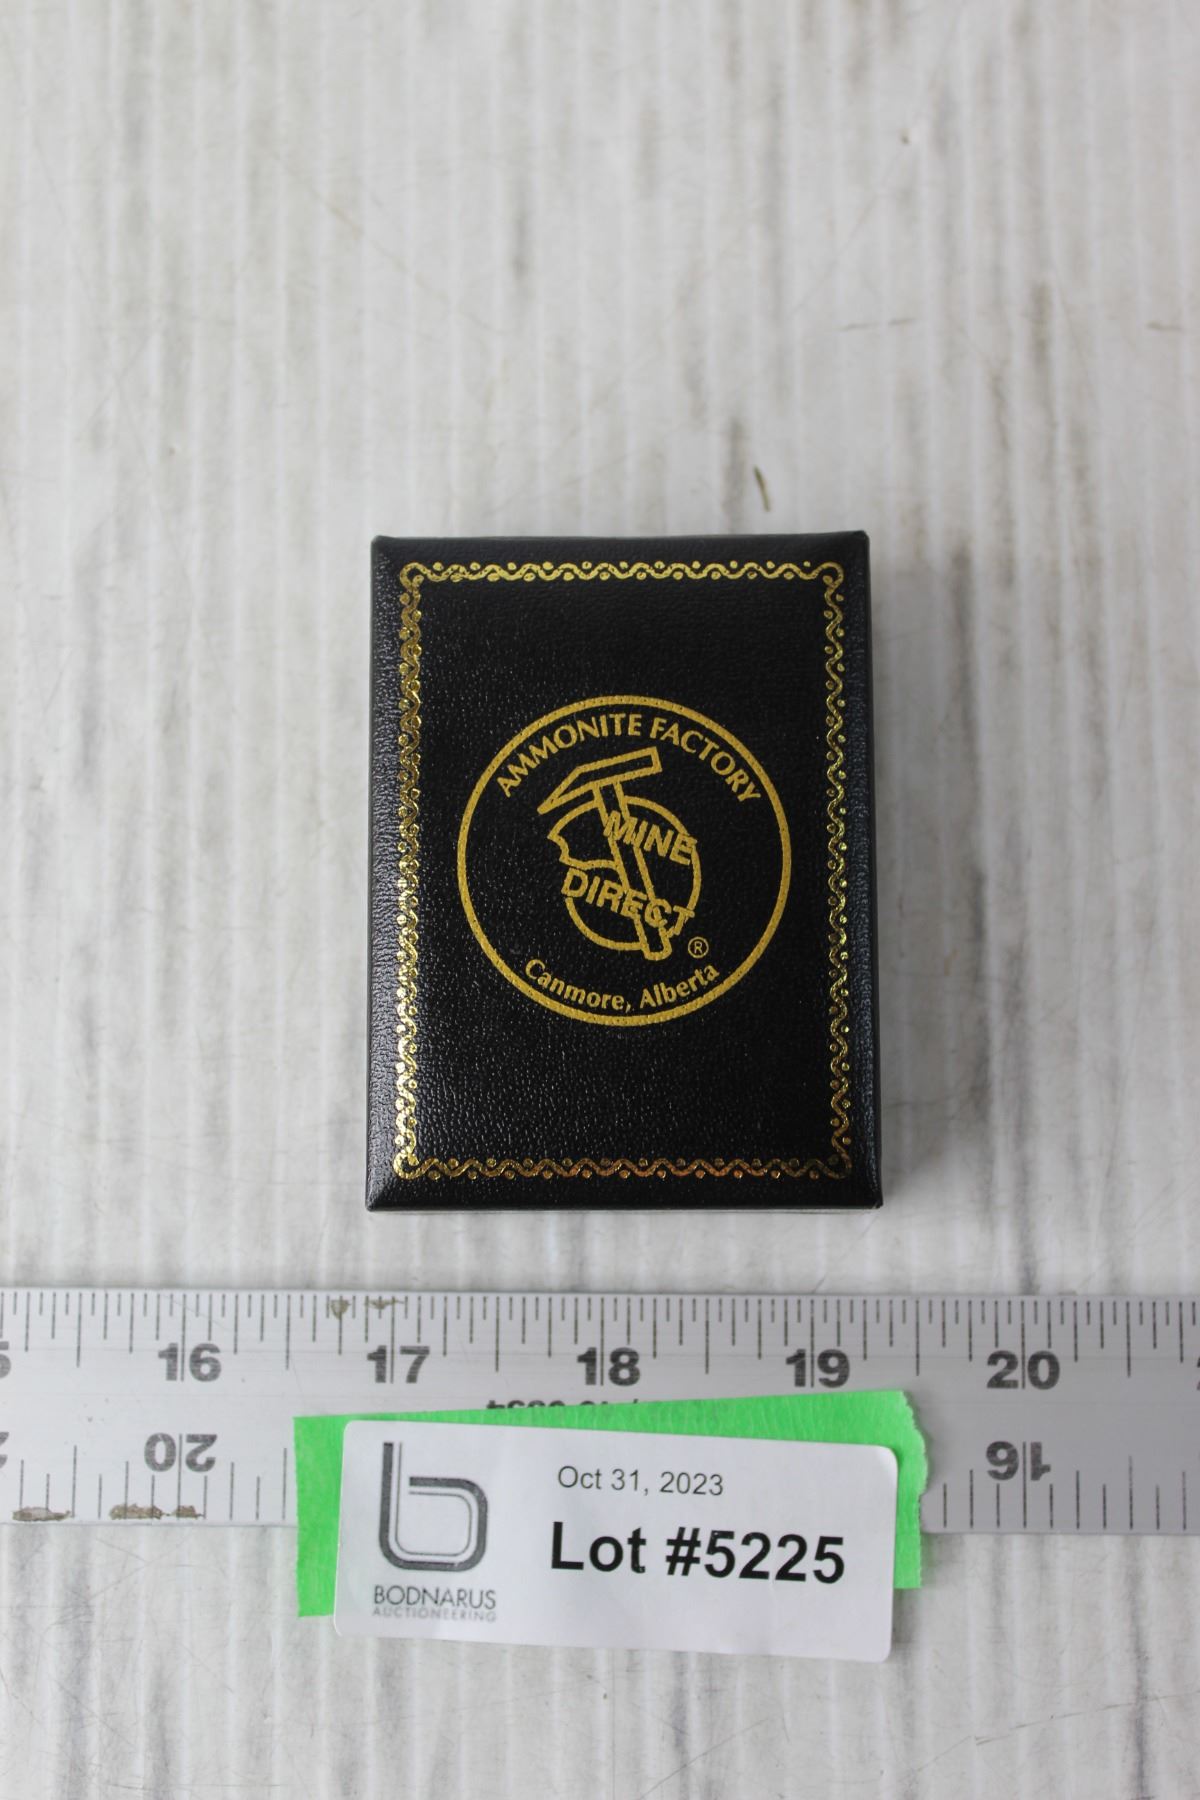 AMMONITE FACTORY
MINE
DIRECT
®
Canmore, Alberta
16 17 18 19 20
20 16
Oct 31, 2023
Lot #5225
BODNARUS
AUCTIONEERING